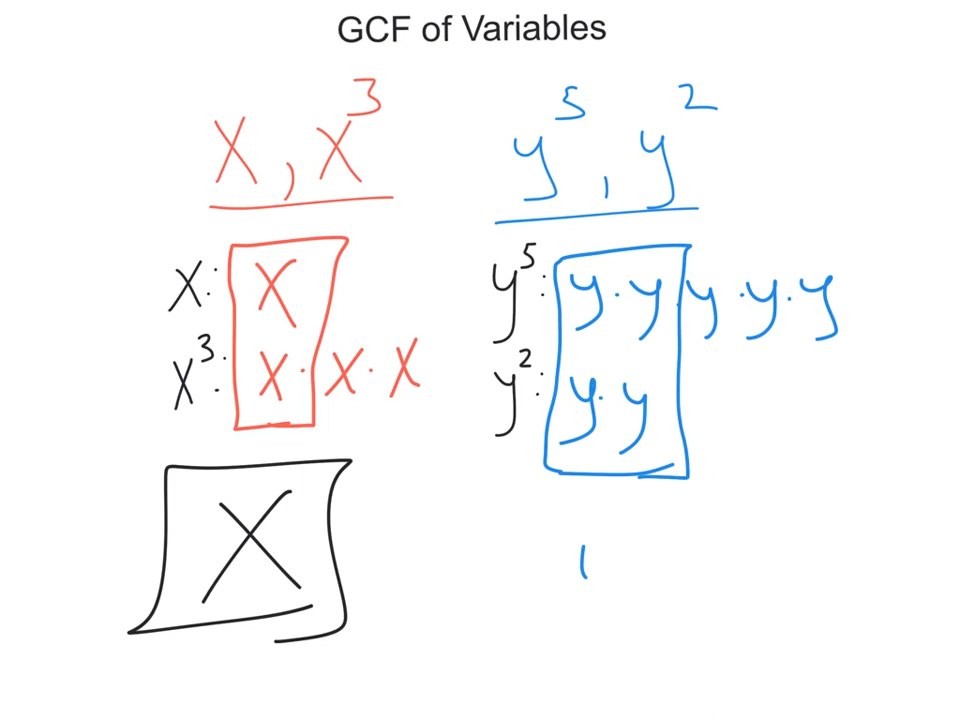 GCF of Variables
x, x³
y⁵, y²
x: x
x³: x · x · x
y⁵: y · y y · y · y
y²: y · y
x